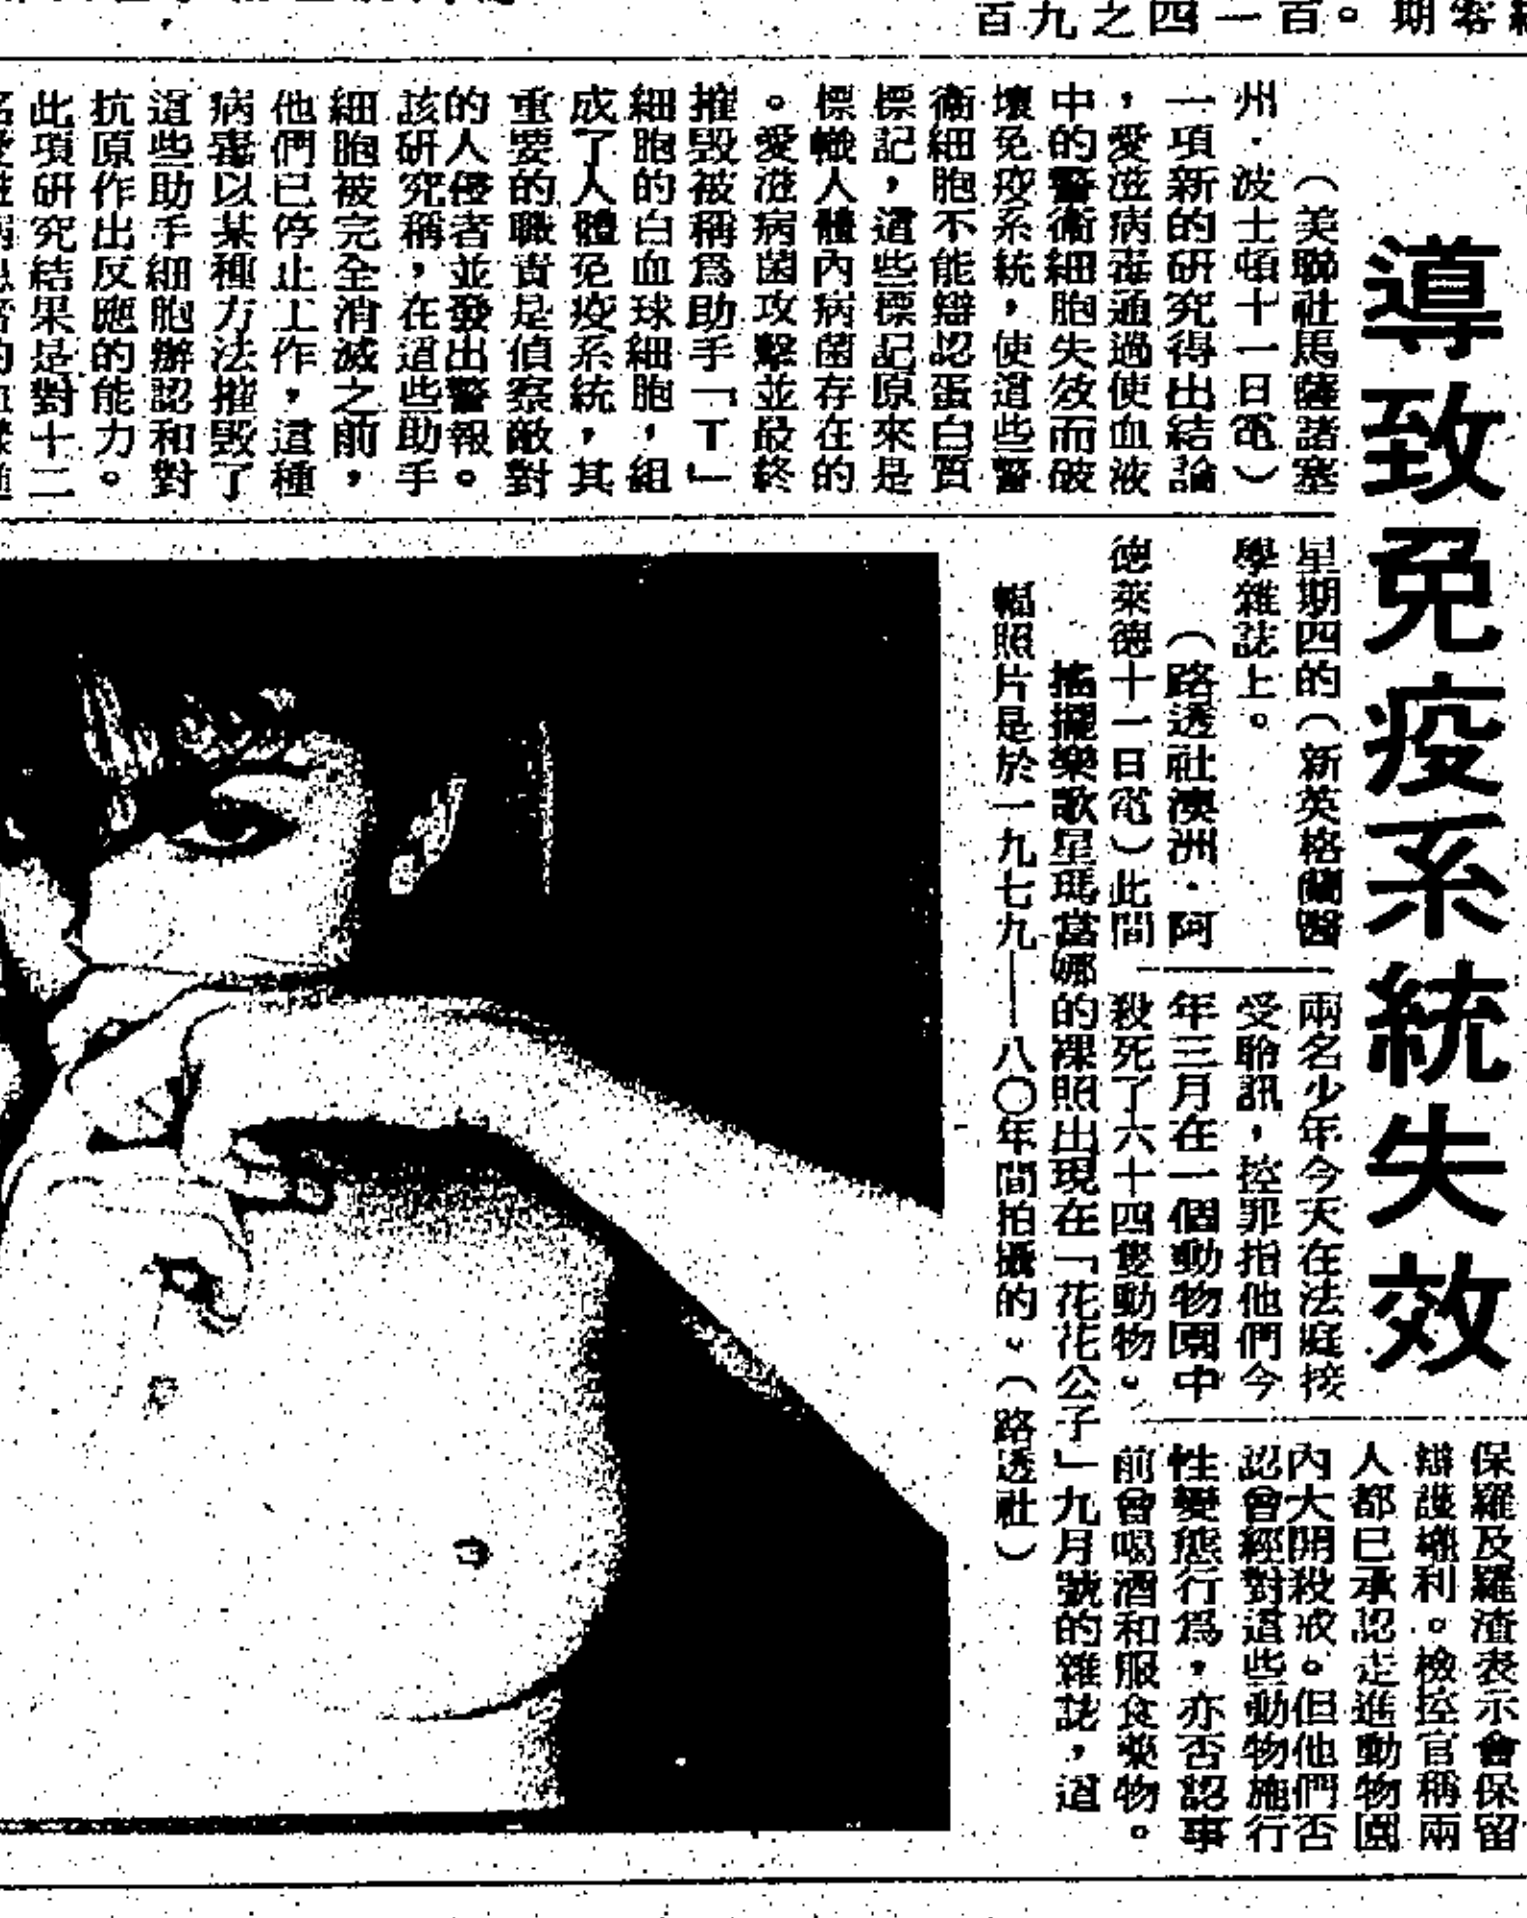 百一四之九百
期零
導致免疫系統失效
（美聯社馬薩諸塞
州．波士頓十一日電）
一項新的研究得出結論
，愛滋病毒通過使血液
中的警衞細胞失效而破
壞免疫系統，使這些警
衞細胞不能辯認蛋白質
標記，這些標記原來是
標幟人體內病菌存在的
。愛滋病菌攻擊並最終
摧毀被稱爲助手「T」
細胞的白血球細胞，組
成了人體免疫系統，其
重要的職責是偵察敵對
的人侵者並發出警報。
該研究稱，在這些助手
細胞被完全消滅之前，
他們已停止工作，這種
病毒以某種方法摧毀了
這些助手細胞辦認和對
抗原作出反應的能力。
此項研究結果是對十二
星期四的（新英格蘭醫
學雜誌上。
（路透社澳洲．阿
德萊德十一日電）此間
兩名少年今天在法庭接
受聆訊，控罪指他們今
年三月在一個動物園中
殺死了六十四隻動物。
保羅及羅渣表示會保留
辯護權利。檢控官稱兩
人都已承認走進動物園
內大開殺戒。但他們否
認曾經對這些動物施行
性變態行爲，亦否認事
前曾喝酒和服食藥物。
搖擺樂歌星瑪當娜的裸照出現在「花花公子」九月號的雜誌，這
幅照片是於一九七九——八〇年間拍攝的。（路透社）